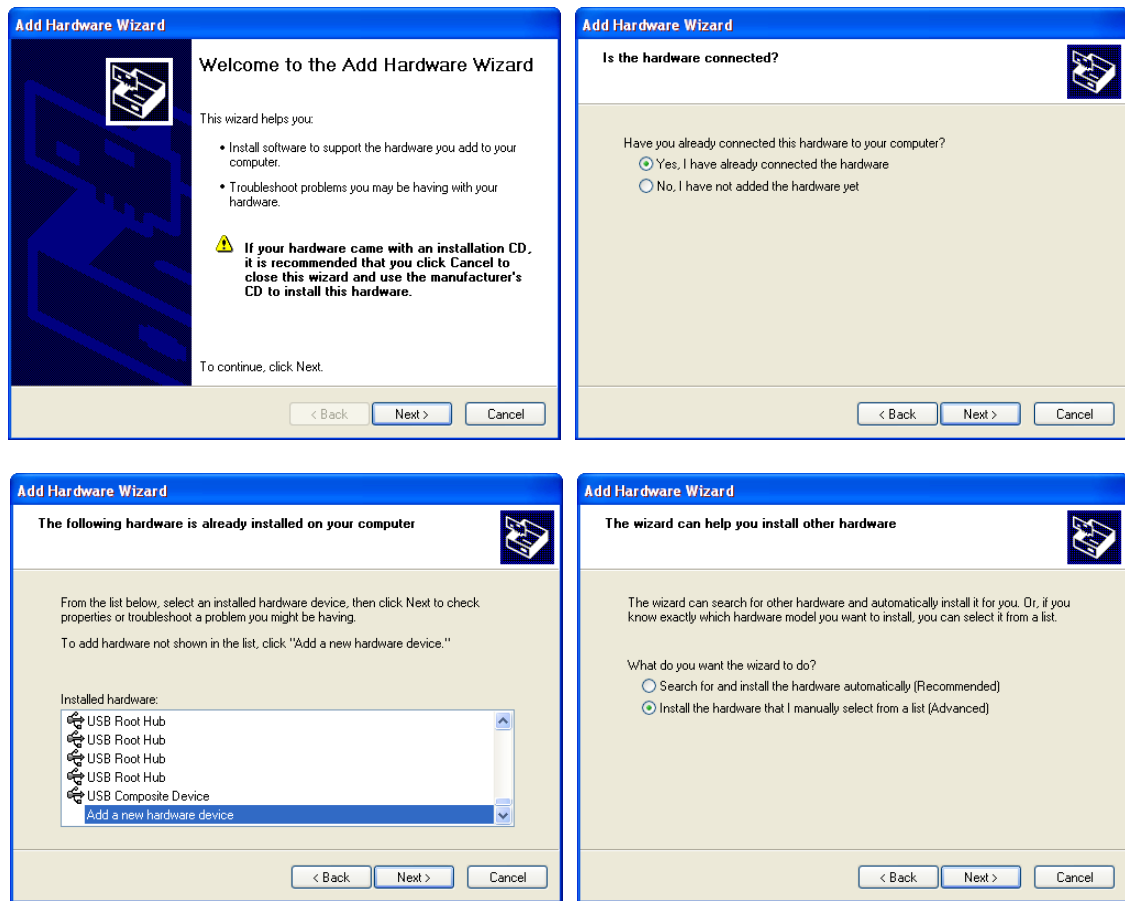 Add Hardware Wizard
Welcome to the Add Hardware Wizard
This wizard helps you:
• Install software to support the hardware you add to your
computer.
• Troubleshoot problems you may be having with your
hardware.
If your hardware came with an installation CD,
it is recommended that you click Cancel to
close this wizard and use the manufacturer's
CD to install this hardware.
To continue, click Next.
< Back Next > Cancel
Add Hardware Wizard
Is the hardware connected?
Have you already connected this hardware to your computer?
Yes, I have already connected the hardware
No, I have not added the hardware yet
< Back Next > Cancel
Add Hardware Wizard
The following hardware is already installed on your computer
From the list below, select an installed hardware device, then click Next to check
properties or troubleshoot a problem you might be having.
To add hardware not shown in the list, click "Add a new hardware device."
Installed hardware:
USB Root Hub
USB Root Hub
USB Root Hub
USB Root Hub
USB Composite Device
Add a new hardware device
< Back Next > Cancel
Add Hardware Wizard
The wizard can help you install other hardware
The wizard can search for other hardware and automatically install it for you. Or, if you
know exactly which hardware model you want to install, you can select it from a list.
What do you want the wizard to do?
Search for and install the hardware automatically (Recommended)
Install the hardware that I manually select from a list (Advanced)
< Back Next > Cancel